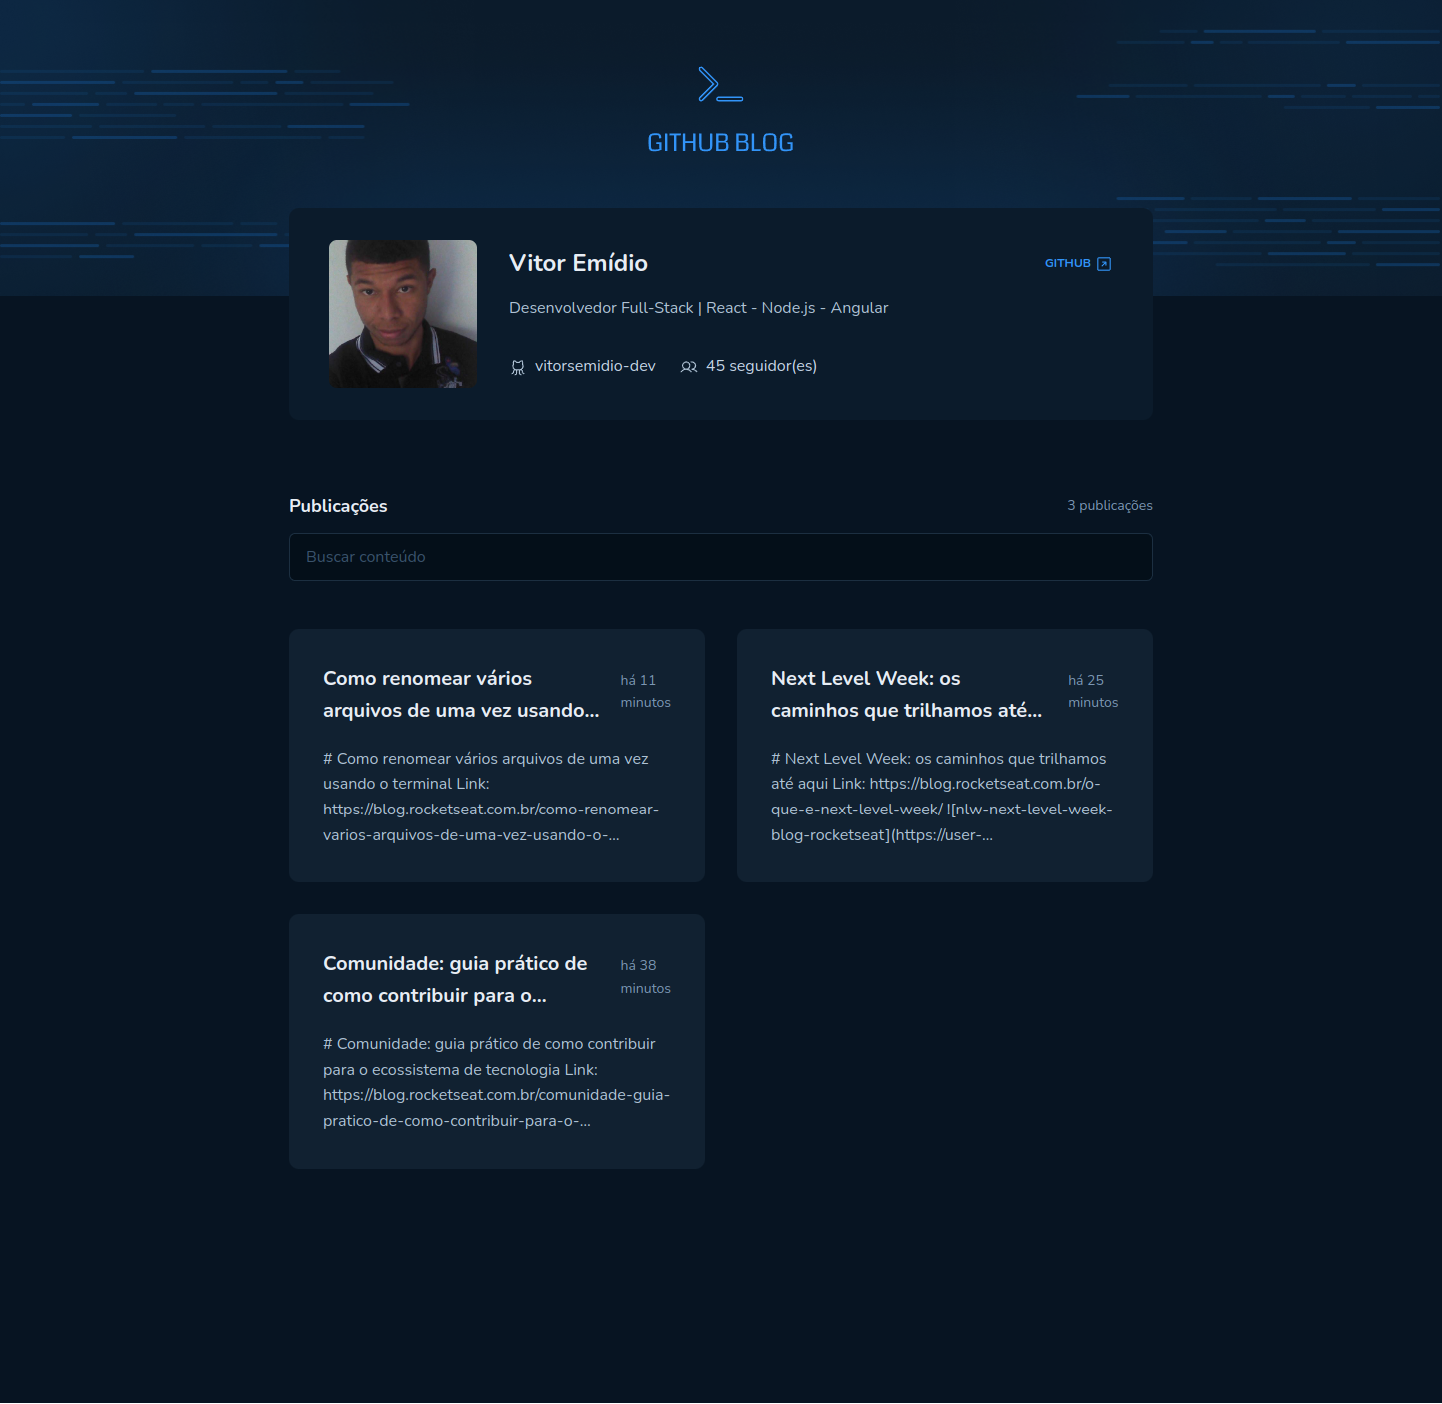 GITHUB BLOG
Vitor Emídio
GITHUB
Desenvolvedor Full-Stack | React - Node.js - Angular
vitorsemidio-dev
45 seguidor(es)
Publicações
3 publicações
Buscar conteúdo
Como renomear vários
arquivos de uma vez usando...
há 11
minutos
# Como renomear vários arquivos de uma vez
usando o terminal Link:
https://blog.rocketseat.com.br/como-renomear-
varios-arquivos-de-uma-vez-usando-o-...
Next Level Week: os
caminhos que trilhamos até...
há 25
minutos
# Next Level Week: os caminhos que trilhamos
até aqui Link: https://blog.rocketseat.com.br/o-
que-e-next-level-week/ ![nlw-next-level-week-
blog-rocketseat](https://user-...
Comunidade: guia prático de
como contribuir para o...
há 38
minutos
# Comunidade: guia prático de como contribuir
para o ecossistema de tecnologia Link:
https://blog.rocketseat.com.br/comunidade-guia-
pratico-de-como-contribuir-para-o-...